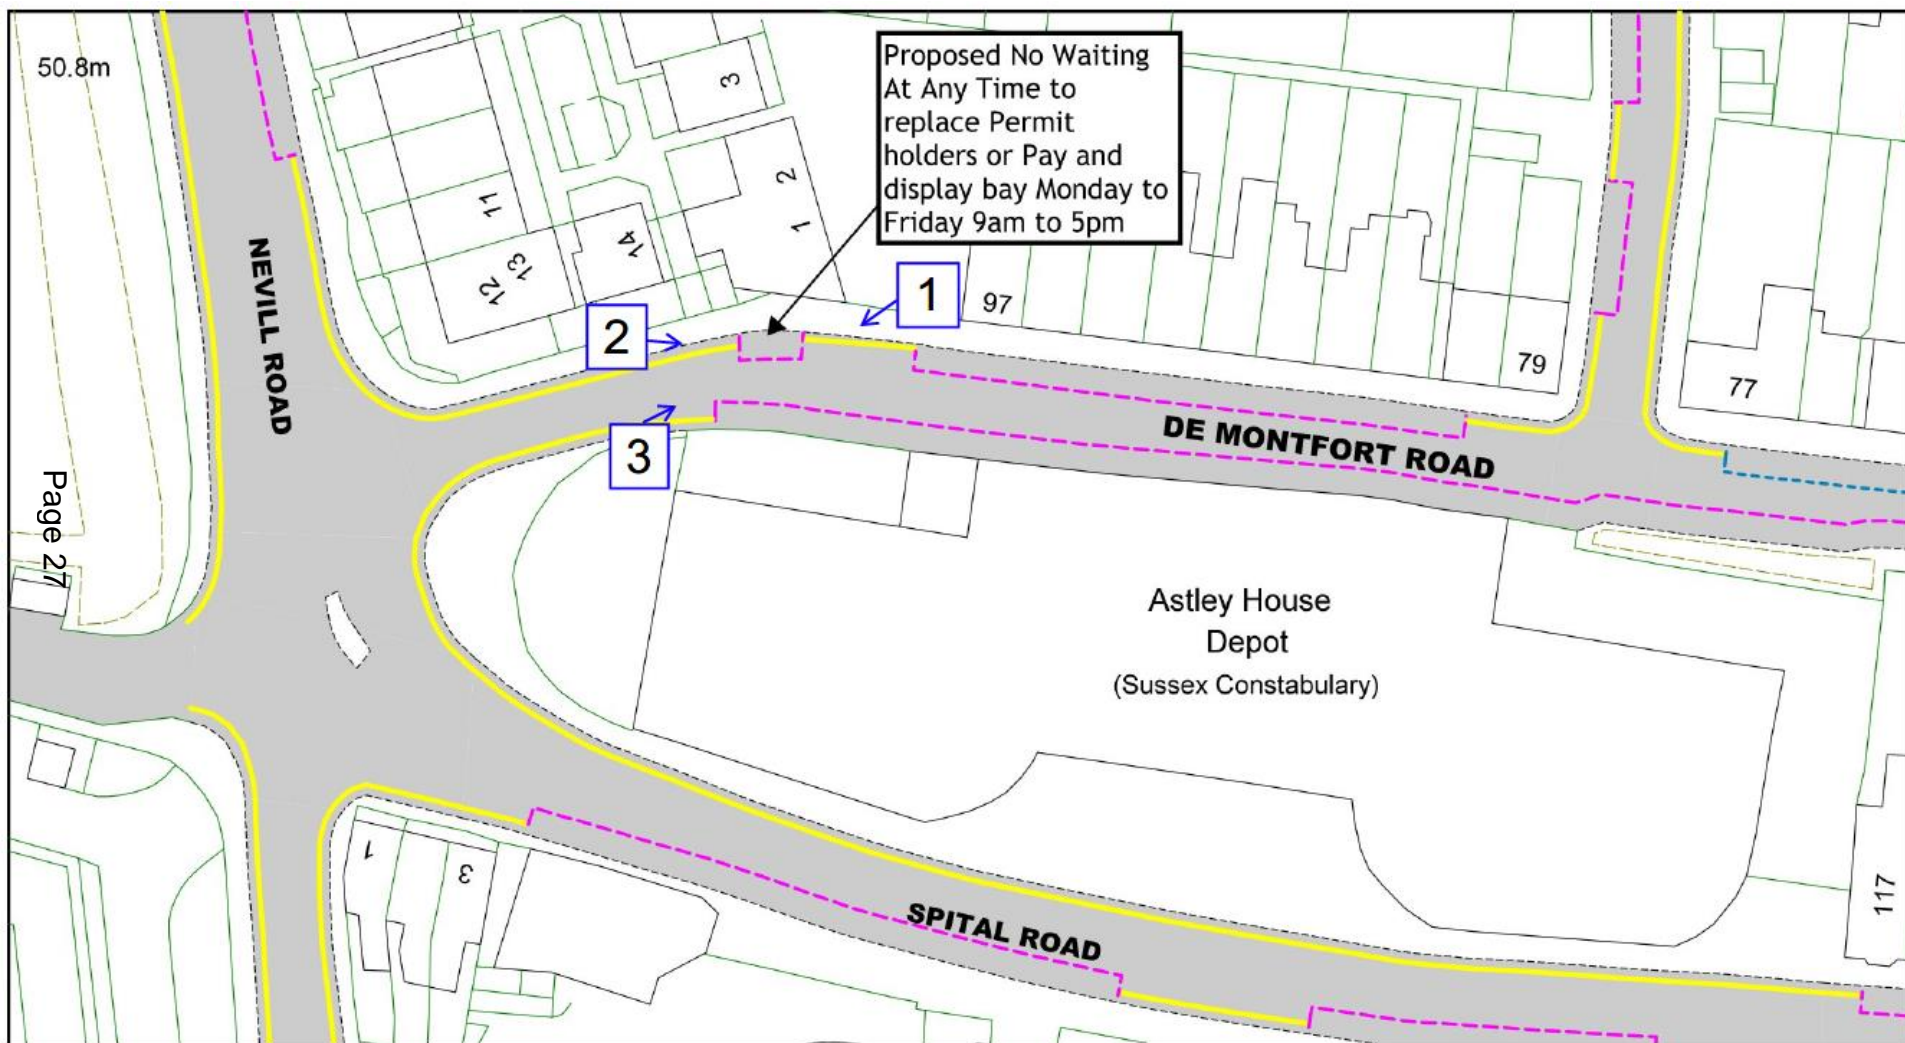 50.8m
Proposed No Waiting
At Any Time to
replace Permit
holders or Pay and
display bay Monday to
Friday 9am to 5pm
3
2
1
11
14
13
12
NEVILL ROAD
1
2
3
97
79
77
DE MONTFORT ROAD
Page 27
Astley House
Depot
(Sussex Constabulary)
1
3
117
SPITAL ROAD